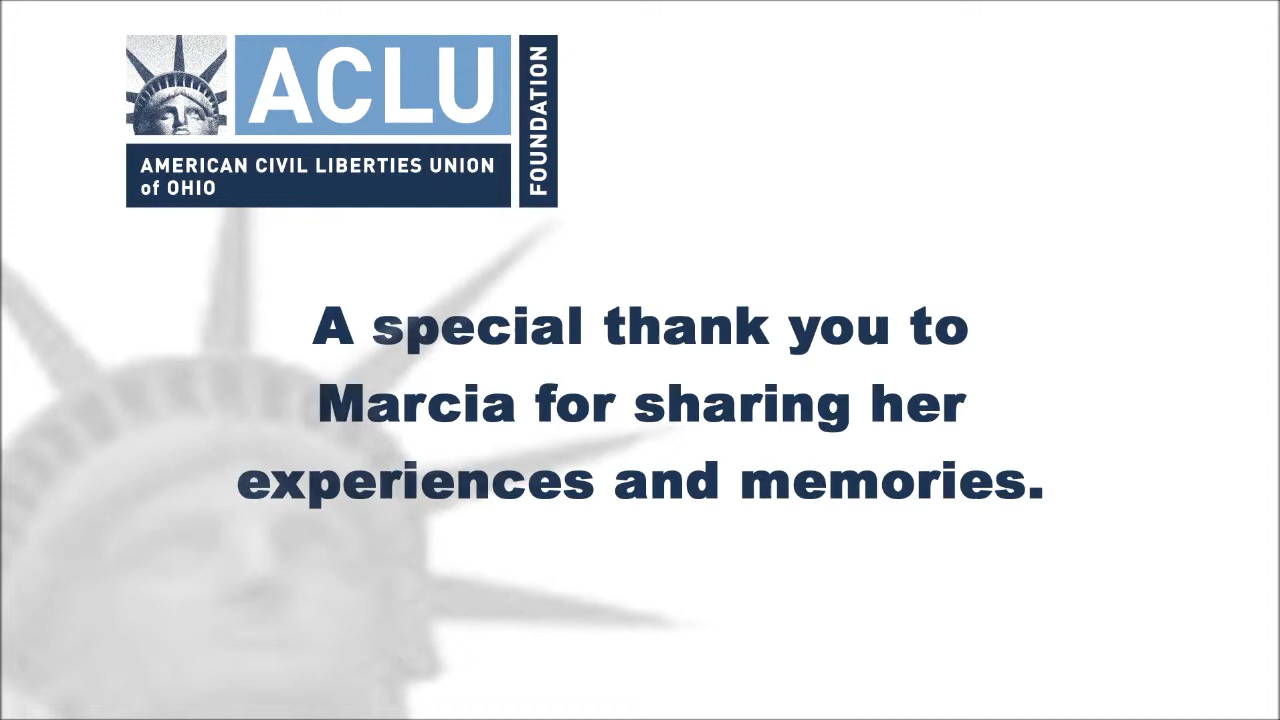 ACLU
FOUNDATION
AMERICAN CIVIL LIBERTIES UNION
of OHIO
A special thank you to
Marcia for sharing her
experiences and memories.